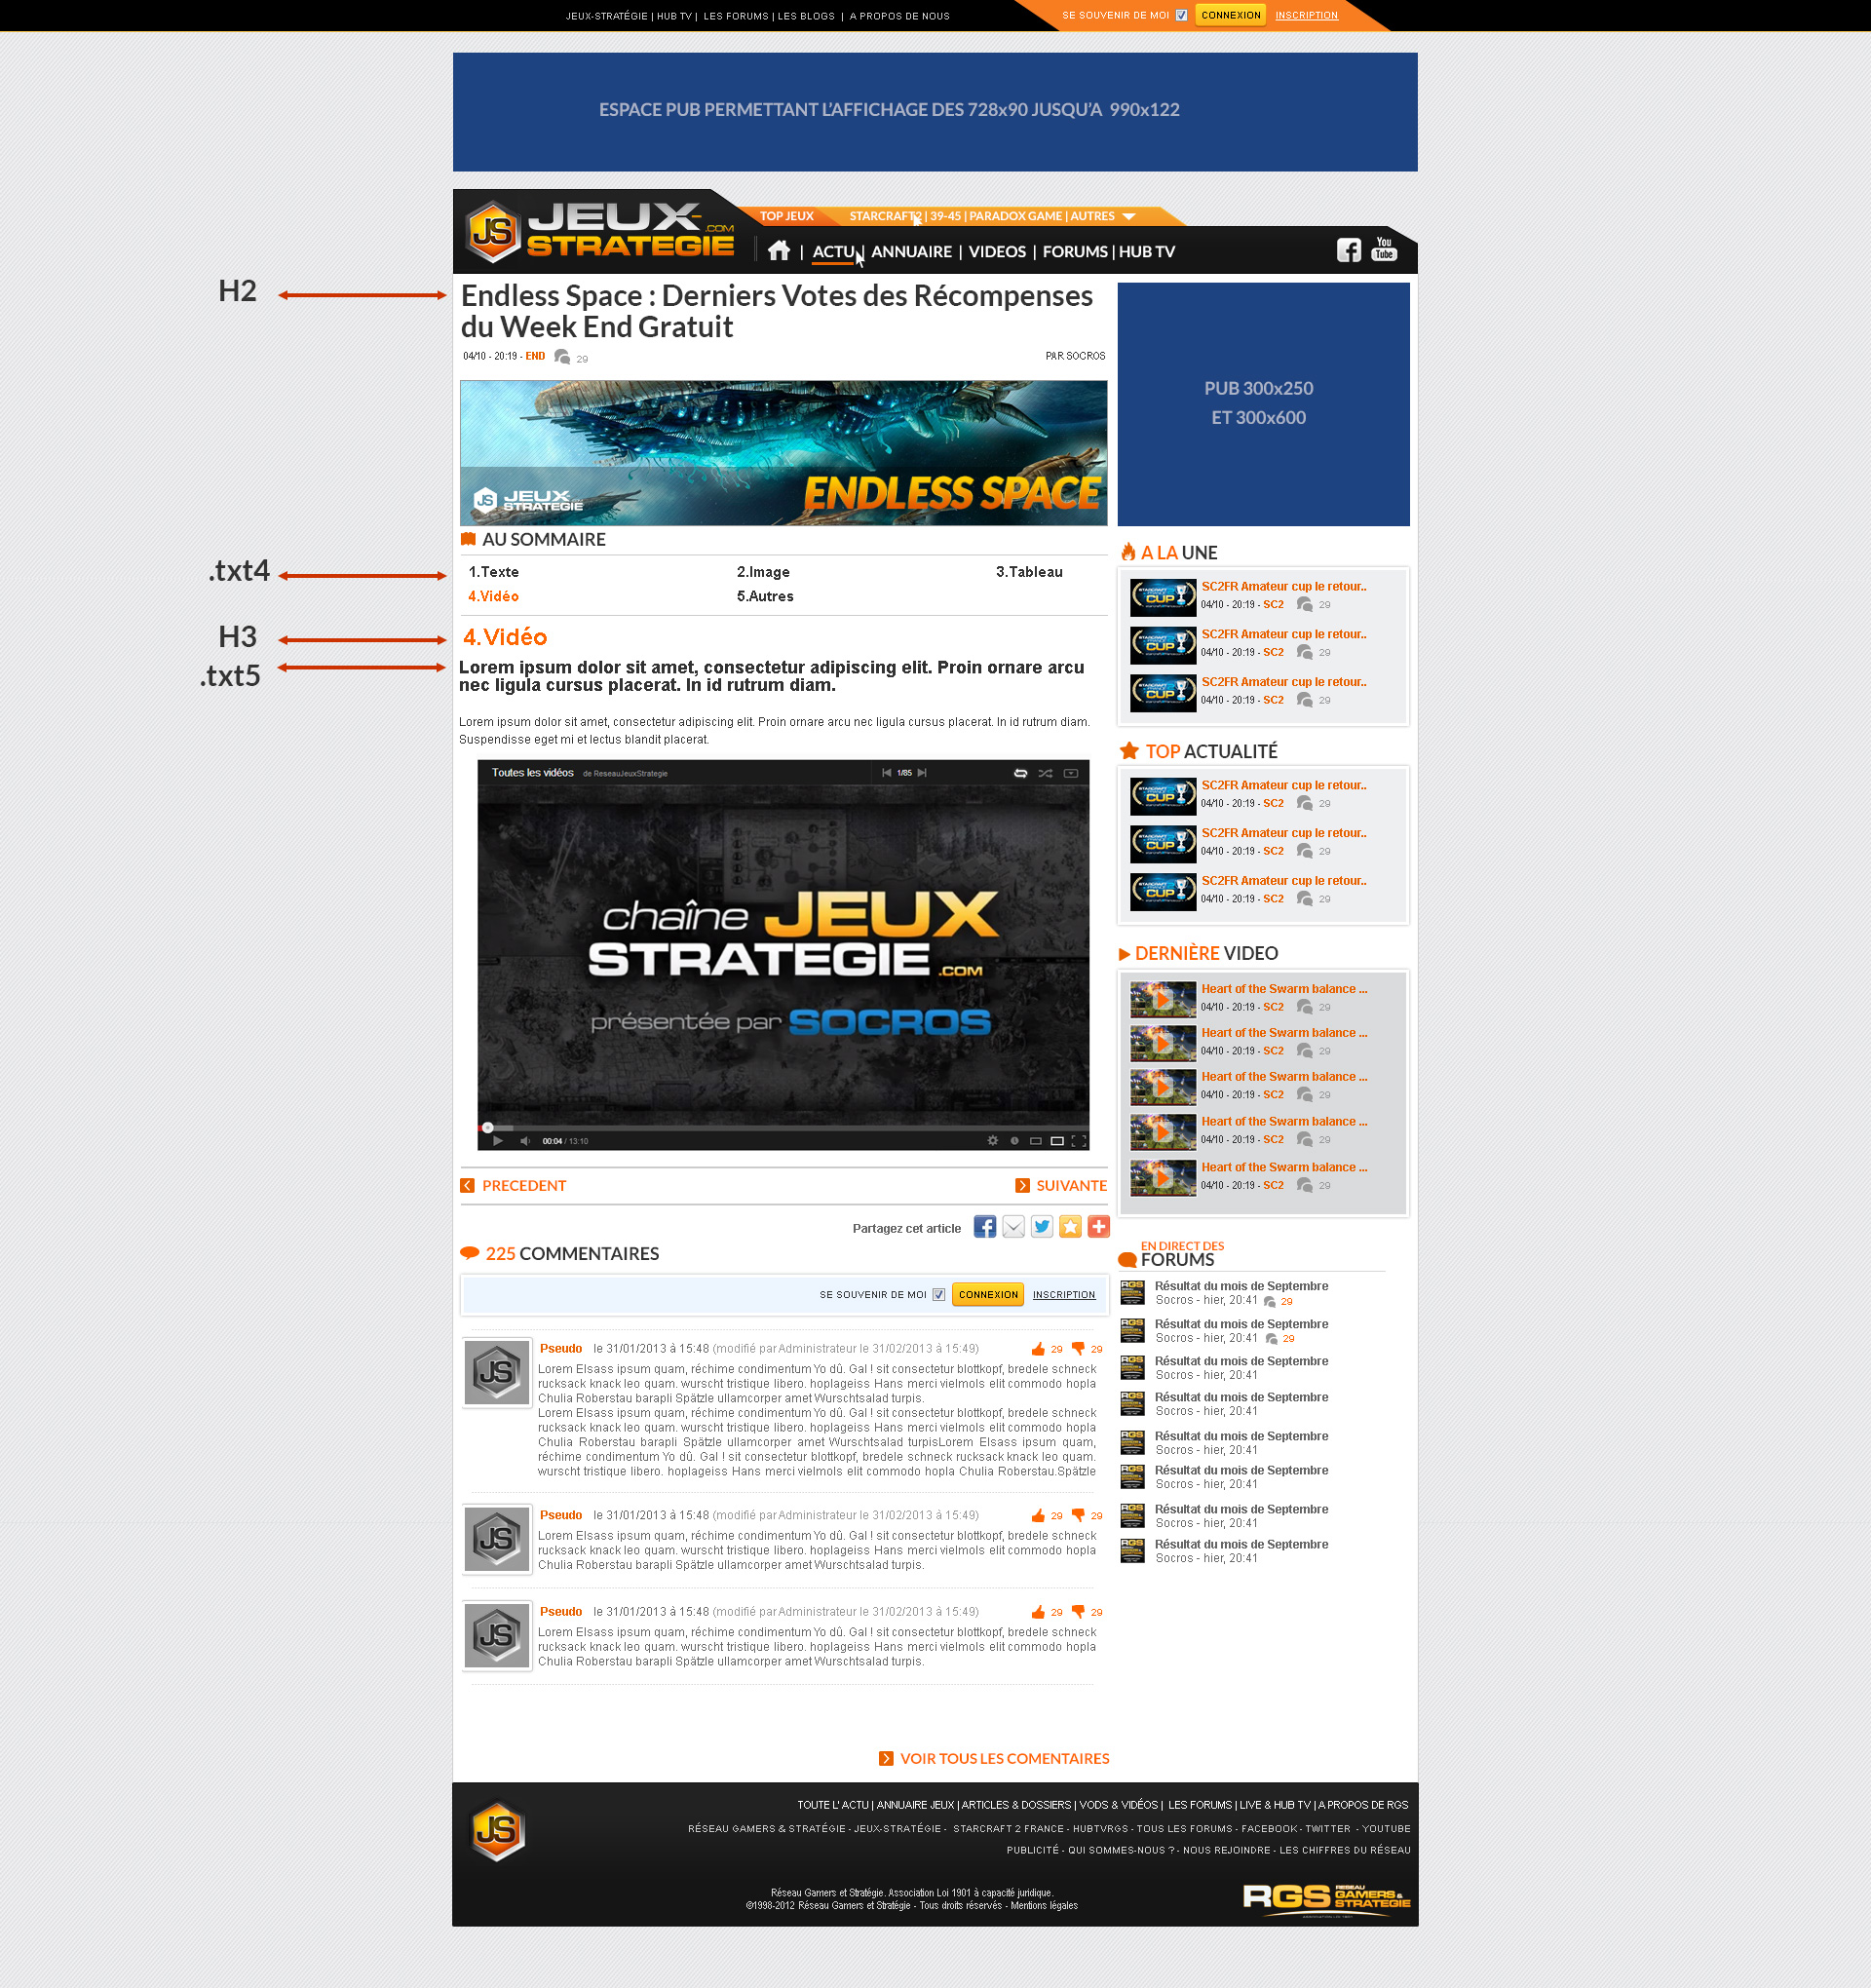 JEUX-STRATÉGIE | HUB TV | LES FORUMS | LES BLOGS | A PROPOS DE NOUS
SE SOUVENIR DE MOI CONNEXION INSCRIPTION
ESPACE PUB PERMETTANT L'AFFICHAGE DES 728x90 JUSQU'A 990x122
JS JEUX-STRATEGIE.COM
TOP JEUX STARCRAFT2 | 39-45 | PARADOX GAME | AUTRES
| ACTU | ANNUAIRE | VIDEOS | FORUMS | HUB TV
You Tube
H2
Endless Space : Derniers Votes des Récompenses
du Week End Gratuit
04/10 - 20:19 - END 29
PAR SOCROS
JS JEUX-STRATEGIE
ENDLESS SPACE
AU SOMMAIRE
.txt4
1.Texte 2.Image 3.Tableau
4.Vidéo 5.Autres
H3
4.Vidéo
.txt5
Lorem ipsum dolor sit amet, consectetur adipiscing elit. Proin ornare arcu
nec ligula cursus placerat. In id rutrum diam.
Lorem ipsum dolor sit amet, consectetur adipiscing elit. Proin ornare arcu nec ligula cursus placerat. In id rutrum diam.
Suspendisse eget mi et lectus blandit placerat.
Toutes les vidéos de ReseauJeuxStrategie 1/85
chaîne JEUX
STRATEGIE.COM
présentée par SOCROS
00:04 / 13:10
PRECEDENT SUIVANTE
Partagez cet article
225 COMMENTAIRES
SE SOUVENIR DE MOI CONNEXION INSCRIPTION
JS
Pseudo le 31/01/2013 à 15:48 (modifié par Administrateur le 31/02/2013 à 15:49) 29 29
Lorem Elsass ipsum quam, réchime condimentum Yo dû. Gal ! sit consectetur blottkopf, bredele schneck
rucksack knack leo quam. wurscht tristique libero. hoplageiss Hans merci vielmols elit commodo hopla
Chulia Roberstau barapli Spätzle ullamcorper amet Wurschtsalad turpis.
Lorem Elsass ipsum quam, réchime condimentum Yo dû. Gal ! sit consectetur blottkopf, bredele schneck
rucksack knack leo quam. wurscht tristique libero. hoplageiss Hans merci vielmols elit commodo hopla
Chulia Roberstau barapli Spätzle ullamcorper amet Wurschtsalad turpisLorem Elsass ipsum quam,
réchime condimentum Yo dû. Gal ! sit consectetur blottkopf, bredele schneck rucksack knack leo quam.
wurscht tristique libero. hoplageiss Hans merci vielmols elit commodo hopla Chulia Roberstau.Spätzle
JS
Pseudo le 31/01/2013 à 15:48 (modifié par Administrateur le 31/02/2013 à 15:49) 29 29
Lorem Elsass ipsum quam, réchime condimentum Yo dû. Gal ! sit consectetur blottkopf, bredele schneck
rucksack knack leo quam. wurscht tristique libero. hoplageiss Hans merci vielmols elit commodo hopla
Chulia Roberstau barapli Spätzle ullamcorper amet Wurschtsalad turpis.
JS
Pseudo le 31/01/2013 à 15:48 (modifié par Administrateur le 31/02/2013 à 15:49) 29 29
Lorem Elsass ipsum quam, réchime condimentum Yo dû. Gal ! sit consectetur blottkopf, bredele schneck
rucksack knack leo quam. wurscht tristique libero. hoplageiss Hans merci vielmols elit commodo hopla
Chulia Roberstau barapli Spätzle ullamcorper amet Wurschtsalad turpis.
VOIR TOUS LES COMENTAIRES
PUB 300x250
ET 300x600
A LA UNE
CUP
SC2FR Amateur cup le retour..
04/10 - 20:19 - SC2 29
CUP
SC2FR Amateur cup le retour..
04/10 - 20:19 - SC2 29
CUP
SC2FR Amateur cup le retour..
04/10 - 20:19 - SC2 29
TOP ACTUALITÉ
CUP
SC2FR Amateur cup le retour..
04/10 - 20:19 - SC2 29
CUP
SC2FR Amateur cup le retour..
04/10 - 20:19 - SC2 29
CUP
SC2FR Amateur cup le retour..
04/10 - 20:19 - SC2 29
DERNIÈRE VIDEO
Heart of the Swarm balance ...
04/10 - 20:19 - SC2 29
Heart of the Swarm balance ...
04/10 - 20:19 - SC2 29
Heart of the Swarm balance ...
04/10 - 20:19 - SC2 29
Heart of the Swarm balance ...
04/10 - 20:19 - SC2 29
Heart of the Swarm balance ...
04/10 - 20:19 - SC2 29
EN DIRECT DES
FORUMS
RGS
Résultat du mois de Septembre
Socros - hier, 20:41 29
RGS
Résultat du mois de Septembre
Socros - hier, 20:41 29
RGS
Résultat du mois de Septembre
Socros - hier, 20:41
RGS
Résultat du mois de Septembre
Socros - hier, 20:41
RGS
Résultat du mois de Septembre
Socros - hier, 20:41
RGS
Résultat du mois de Septembre
Socros - hier, 20:41
RGS
Résultat du mois de Septembre
Socros - hier, 20:41
RGS
Résultat du mois de Septembre
Socros - hier, 20:41
JS
TOUTE L' ACTU | ANNUAIRE JEUX | ARTICLES & DOSSIERS | VODS & VIDÉOS | LES FORUMS | LIVE & HUB TV | A PROPOS DE RGS
RÉSEAU GAMERS & STRATÉGIE - JEUX-STRATÉGIE - STARCRAFT 2 FRANCE - HUBTVRGS - TOUS LES FORUMS - FACEBOOK - TWITTER - YOUTUBE
PUBLICITÉ - QUI SOMMES-NOUS ? - NOUS REJOINDRE - LES CHIFFRES DU RÉSEAU
Réseau Gamers et Stratégie. Association Loi 1901 à capacité juridique.
©1998-2012 Réseau Gamers et Stratégie - Tous droits réservés - Mentions légales
RGS RESEAU GAMERS & STRATEGIE